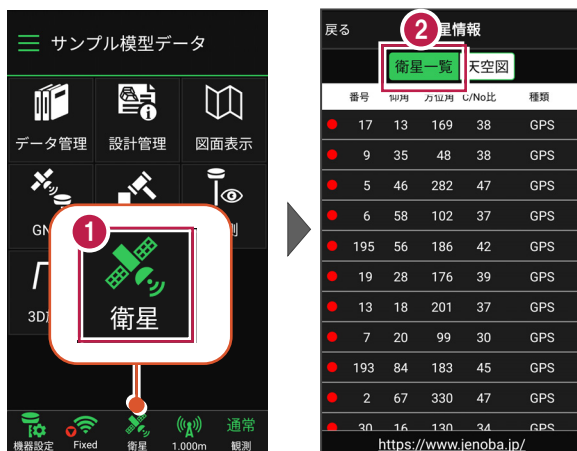 サンプル模型データ
データ管理 設計管理 図面表示
GN
3D
1
衛星
機器設定 Fixed 衛星 1.000m 通常 観測
戻る 2 星情報
衛星一覧 天空図
番号 仰角 方位角 C/No比 種類
17 13 169 38 GPS
9 35 48 38 GPS
5 46 282 47 GPS
6 58 102 37 GPS
195 56 186 42 GPS
19 28 176 39 GPS
13 18 201 37 GPS
7 20 99 30 GPS
193 84 183 45 GPS
2 67 330 47 GPS
30 16 130 34 GPS
https://www.jenoba.jp/